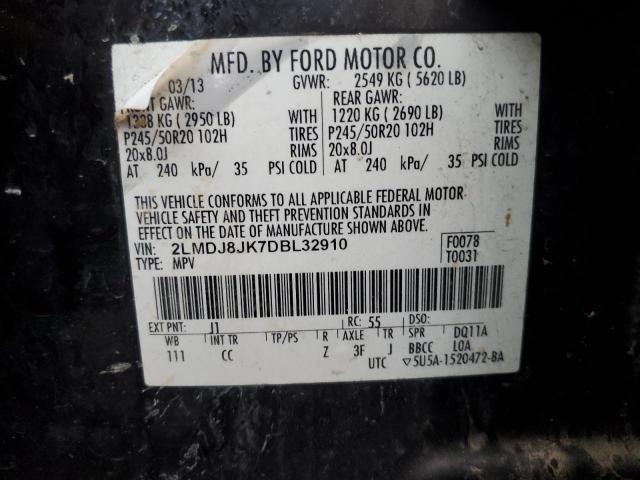 MFD. BY FORD MOTOR CO.
03/13 GVWR: 2549 KG ( 5620 LB)
FRONT GAWR: REAR GAWR:
1338 KG ( 2950 LB) WITH 1220 KG ( 2690 LB) WITH
P245/50R20 102H TIRES P245/50R20 102H TIRES
20x8.0J RIMS 20x8.0J RIMS
AT 240 kPa/ 35 PSI COLD AT 240 kPa/ 35 PSI COLD
THIS VEHICLE CONFORMS TO ALL APPLICABLE FEDERAL MOTOR
VEHICLE SAFETY AND THEFT PREVENTION STANDARDS IN
EFFECT ON THE DATE OF MANUFACTURE SHOWN ABOVE.
VIN: 2LMDJ8JK7DBL32910 F0078
TYPE: MPV T0031
EXT PNT: J1 RC: 55 DSO:
WB INT TR TP/PS R AXLE TR SPR DQ11A
111 CC Z 3F J BBCC LOA
UTC ▽5U5A-1520472-BA